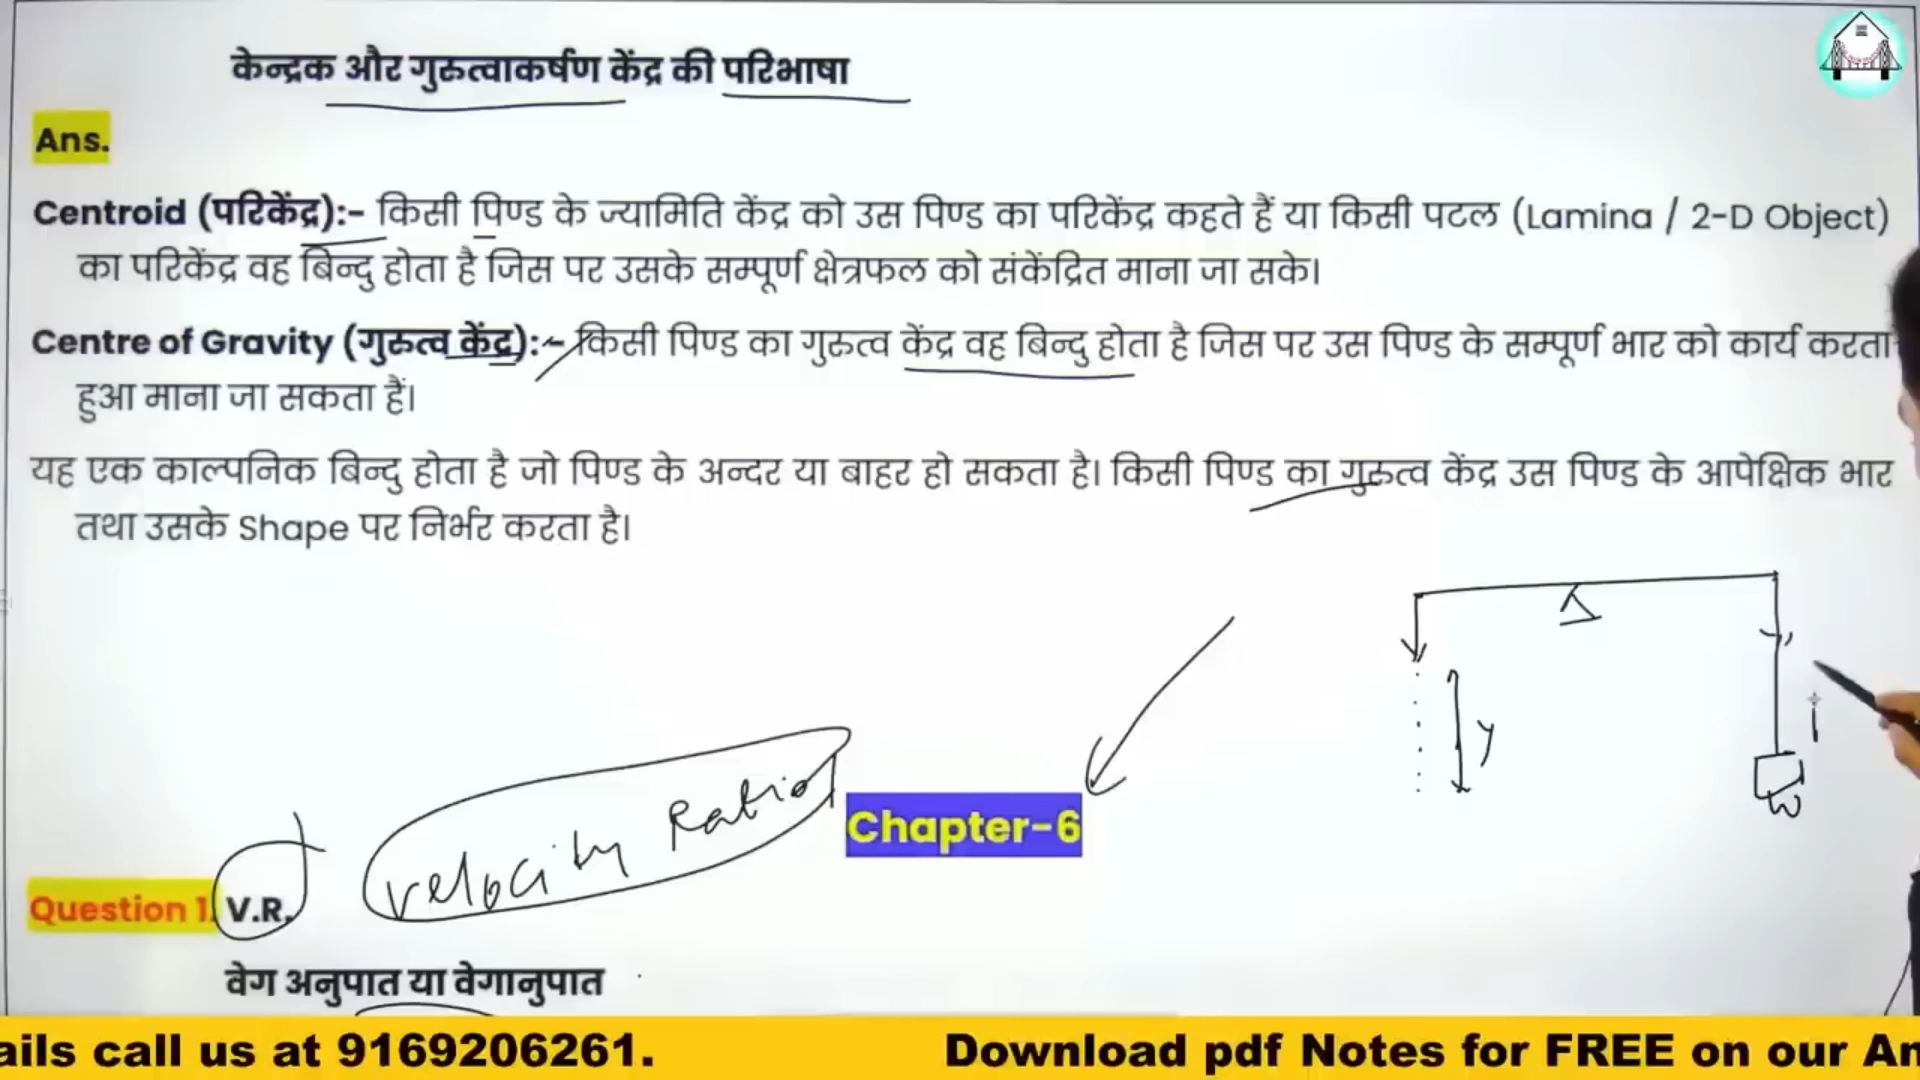 केन्द्रक और गुरुत्वाकर्षण केंद्र की परिभाषा
Ans.
Centroid (परिकेंद्र):- किसी पिण्ड के ज्यामिति केंद्र को उस पिण्ड का परिकेंद्र कहते हैं या किसी पटल (Lamina / 2-D Object)
का परिकेंद्र वह बिन्दु होता है जिस पर उसके सम्पूर्ण क्षेत्रफल को संकेंद्रित माना जा सके।
Centre of Gravity (गुरुत्व केंद्र):- किसी पिण्ड का गुरुत्व केंद्र वह बिन्दु होता है जिस पर उस पिण्ड के सम्पूर्ण भार को कार्य करता
हुआ माना जा सकता हैं।
यह एक काल्पनिक बिन्दु होता है जो पिण्ड के अन्दर या बाहर हो सकता है। किसी पिण्ड का गुरुत्व केंद्र उस पिण्ड के आपेक्षिक भार
तथा उसके Shape पर निर्भर करता है।
y
W
velocity Ratio
Chapter-6
Question 1. V.R.
वेग अनुपात या वेगानुपात
ails call us at 9169206261. Download pdf Notes for FREE on our An